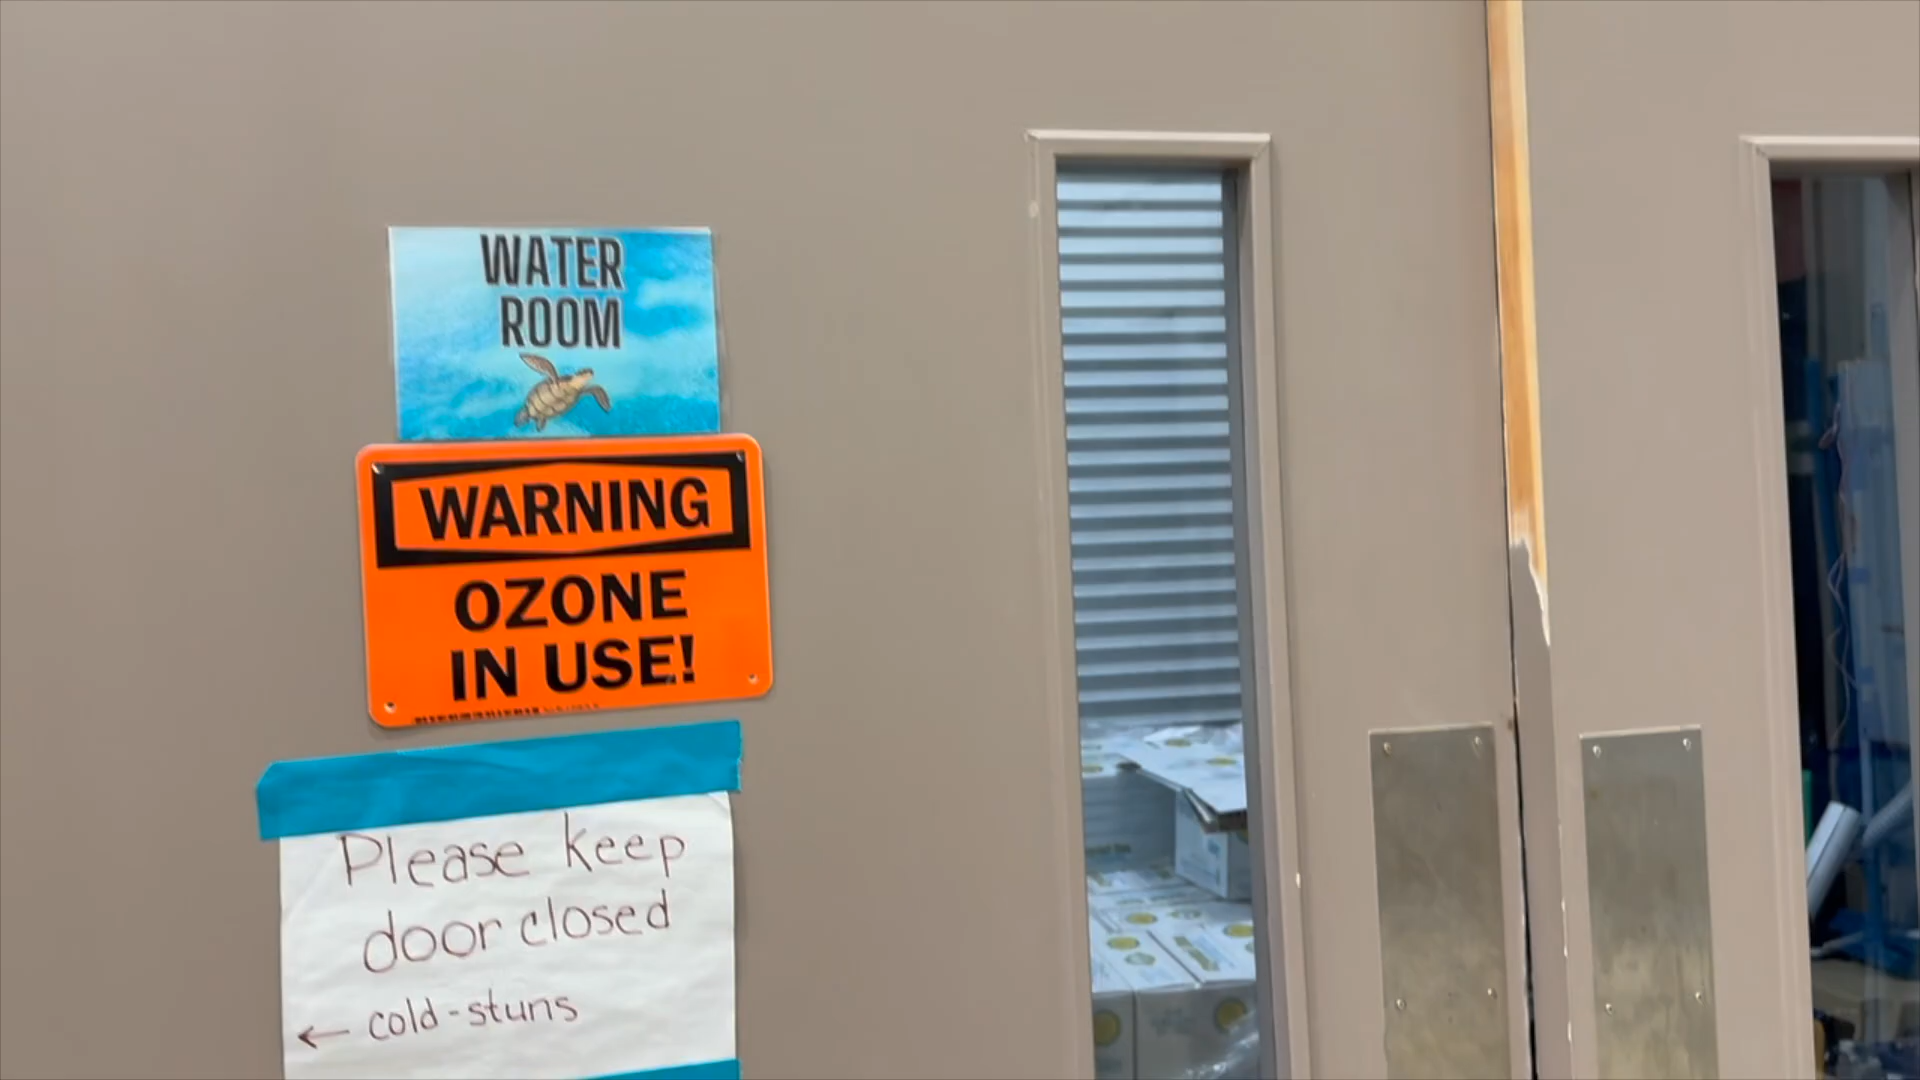 WATER
ROOM
WARNING
OZONE
IN USE!
Please keep
door closed
← cold-stuns